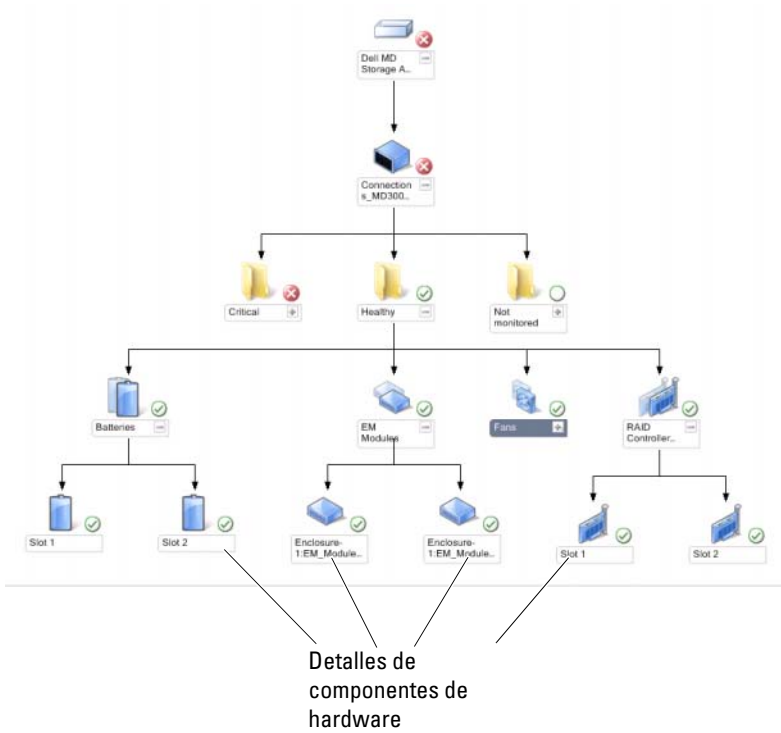 Dell MD
Storage A..
Connection
s_MD300..
Critical
Healthy
Not
monitored
Batteries
EM
Modules
Fans
RAID
Controller..
Slot 1
Slot 2
Enclosure-
1:EM_Module..
Enclosure-
1:EM_Module..
Slot 1
Slot 2
Detalles de
componentes de
hardware